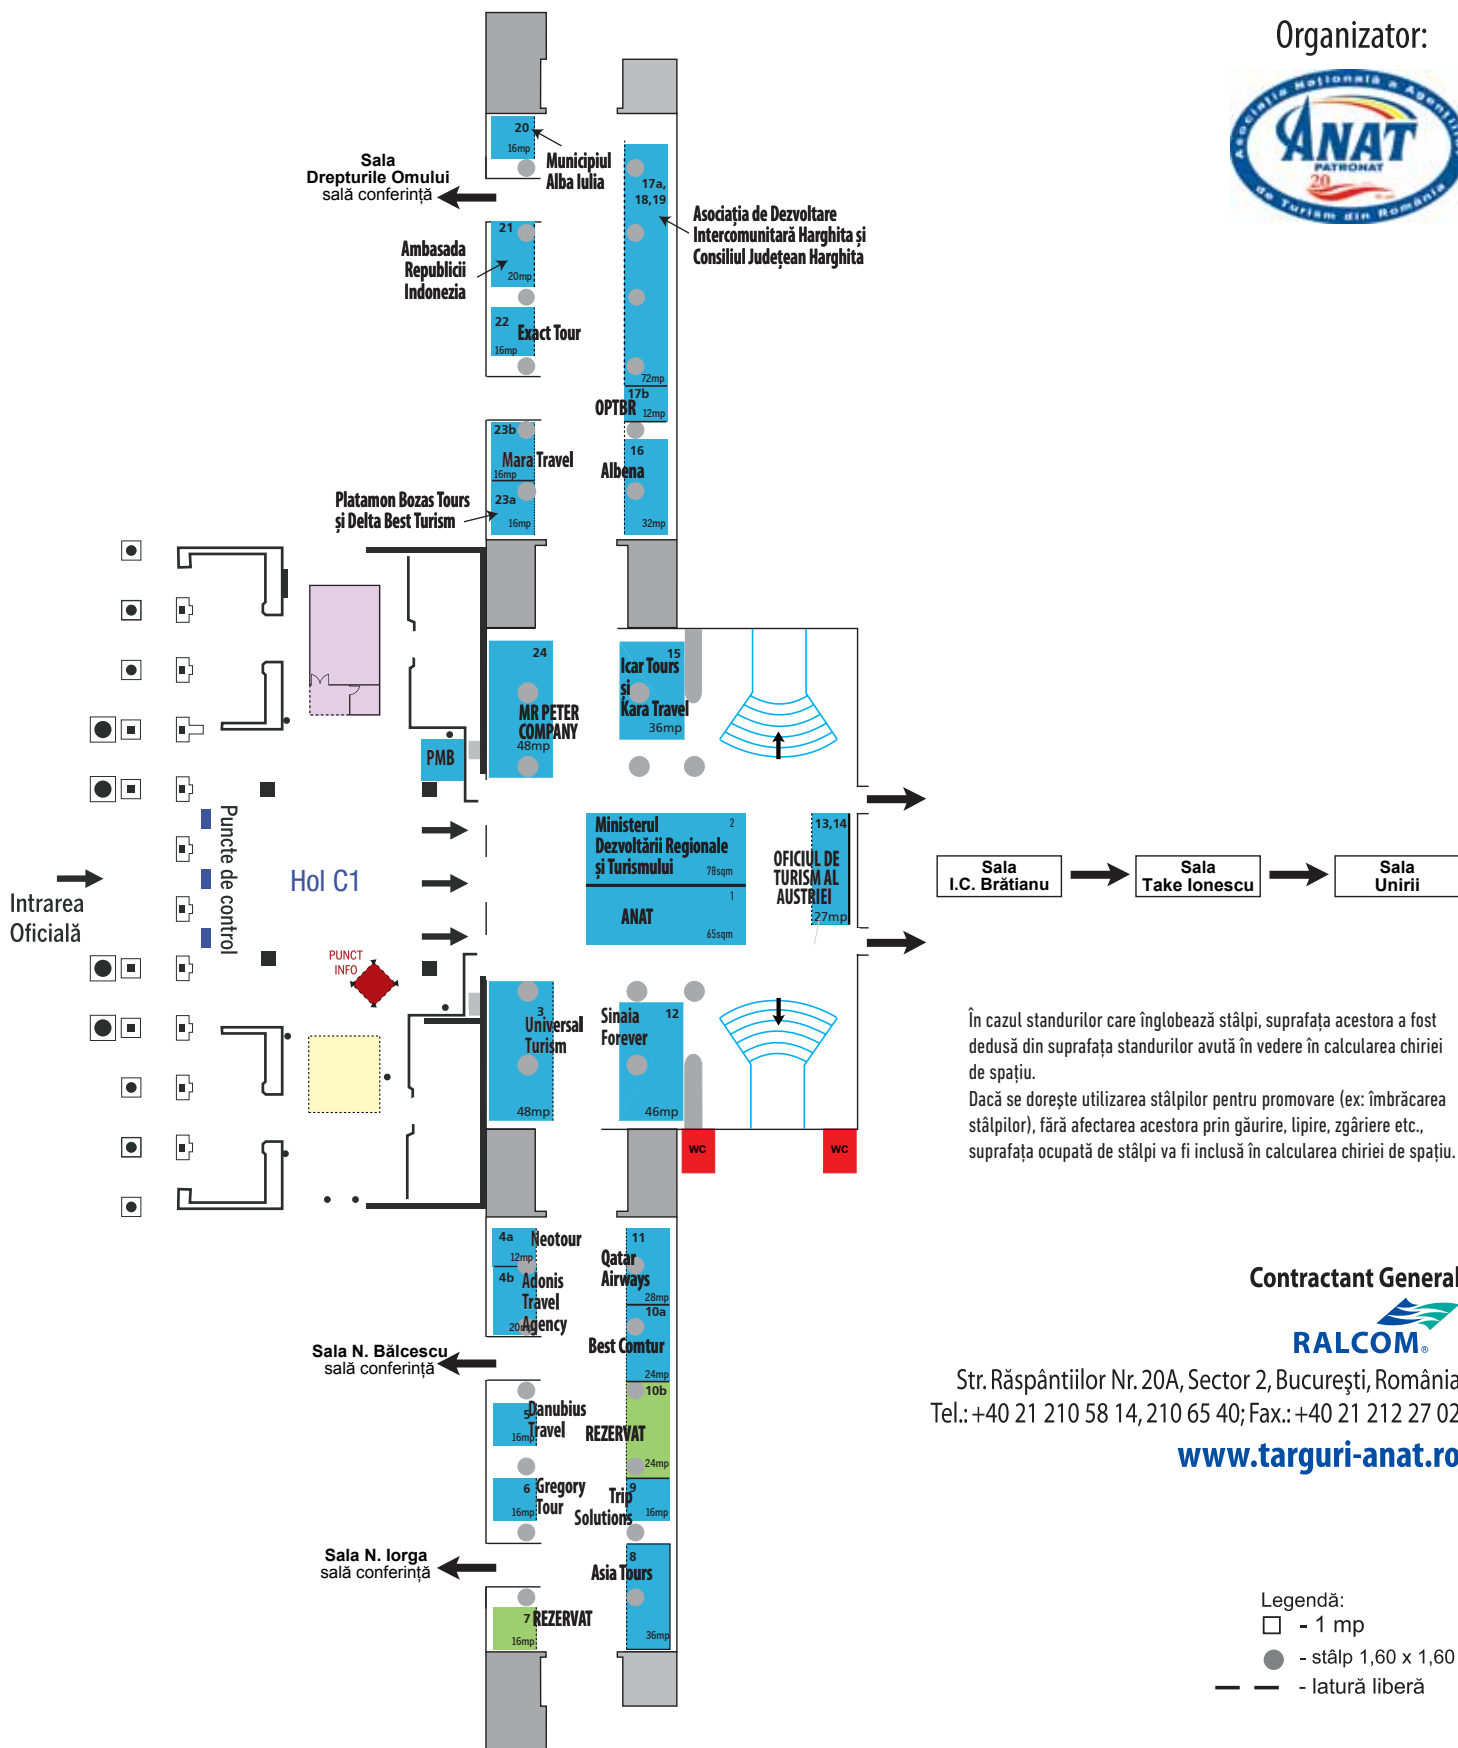 Organizator:
Asociația Națională a Agențiilor
ANAT
PATRONAT
20
de Turism din România
20
16mp
Municipiul
Alba Iulia
Sala
Drepturile Omului
sală conferință
17a,
18,19
72mp
Asociația de Dezvoltare
Intercomunitară Harghita și
Consiliul Județean Harghita
21
20mp
Ambasada
Republicii
Indonezia
22
Exact Tour
16mp
17b
OPTBR
12mp
23b
Mara Travel
16mp
16
Albena
32mp
23a
16mp
Platamon Bozas Tours
și Delta Best Turism
24
MR PETER
COMPANY
48mp
15
Icar Tours
și
Kara Travel
36mp
PMB
Ministerul
Dezvoltării Regionale
și Turismului
2
78sqm
1
ANAT
65sqm
13,14
OFICIUL DE
TURISM AL
AUSTRIEI
27mp
Sala
I.C. Brătianu
Sala
Take Ionescu
Sala
Unirii
Intrarea
Oficială
Puncte de control
Hol C1
PUNCT
INFO
3
Universal
Turism
48mp
Sinaia
Forever
12
46mp
WC
WC
În cazul standurilor care înglobează stâlpi, suprafața acestora a fost
dedusă din suprafața standurilor avută în vedere în calcularea chiriei
de spațiu.
Dacă se dorește utilizarea stâlpilor pentru promovare (ex: îmbrăcarea
stâlpilor), fără afectarea acestora prin găurire, lipire, zgâriere etc.,
suprafața ocupată de stâlpi va fi inclusă în calcularea chiriei de spațiu.
4a
Neotour
12mp
4b
Adonis
Travel
Agency
20mp
11
Qatar
Airways
28mp
10a
Best Comtur
24mp
Sala N. Bălcescu
sală conferință
10b
REZERVAT
24mp
5
Danubius
Travel
16mp
6
Gregory
Tour
16mp
9
Trip
Solutions
16mp
Sala N. Iorga
sală conferință
8
Asia Tours
36mp
7
REZERVAT
16mp
Contractant General
RALCOM®
Str. Răspântiilor Nr. 20A, Sector 2, Bucureşti, România
Tel.: +40 21 210 58 14, 210 65 40; Fax.: +40 21 212 27 02
www.targuri-anat.ro
Legendă:
- 1 mp
- stâlp 1,60 x 1,60
- latură liberă